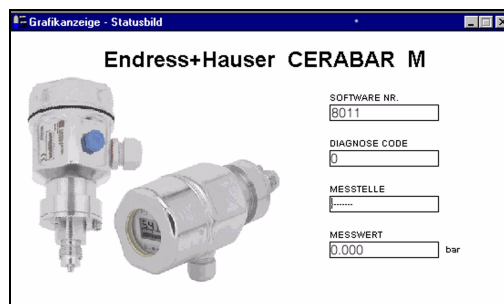 Grafikanzeige - Statusbild
Endress+Hauser CERABAR M
SOFTWARE NR.
8011
DIAGNOSE CODE
0
MESSTELLE
-------
MESSWERT
0.000 bar